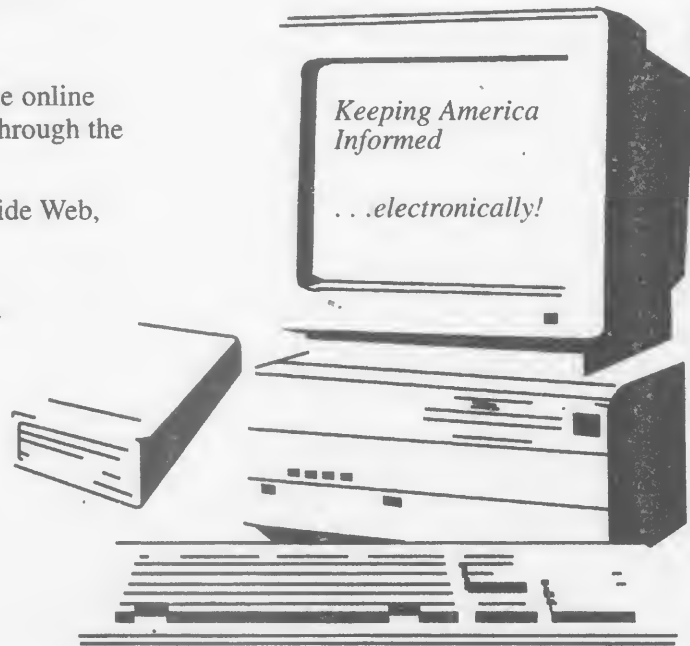 e online
hrough the
ide Web,
Keeping America
Informed
. . .electronically!